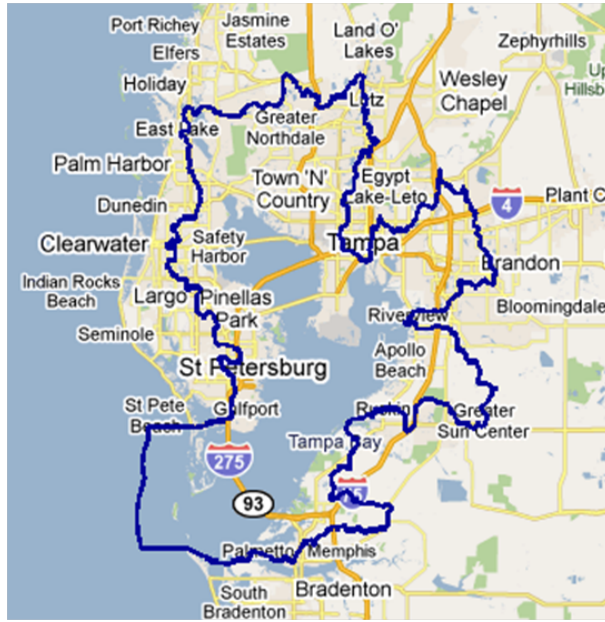 Port Richey
Jasmine
Estates
Land O'
Lakes
Zephyrhills
Elfers
Holiday
Wesley
Chapel
Hillsb
Lutz
East Lake
Greater
Northdale
Palm Harbor
Town 'N'
Country
Egypt
Lake-Leto
4
Plant C
Dunedin
Clearwater
Safety
Harbor
Tampa
Brandon
Indian Rocks
Beach
Largo
Pinellas
Park
Riverview
Bloomingdale
Seminole
St Petersburg
Apollo
Beach
St Pete
Beach
Gulfport
Ruskin
Greater
Sun Center
Tampa Bay
275
93
Palmetto
Memphis
South
Bradenton
Bradenton